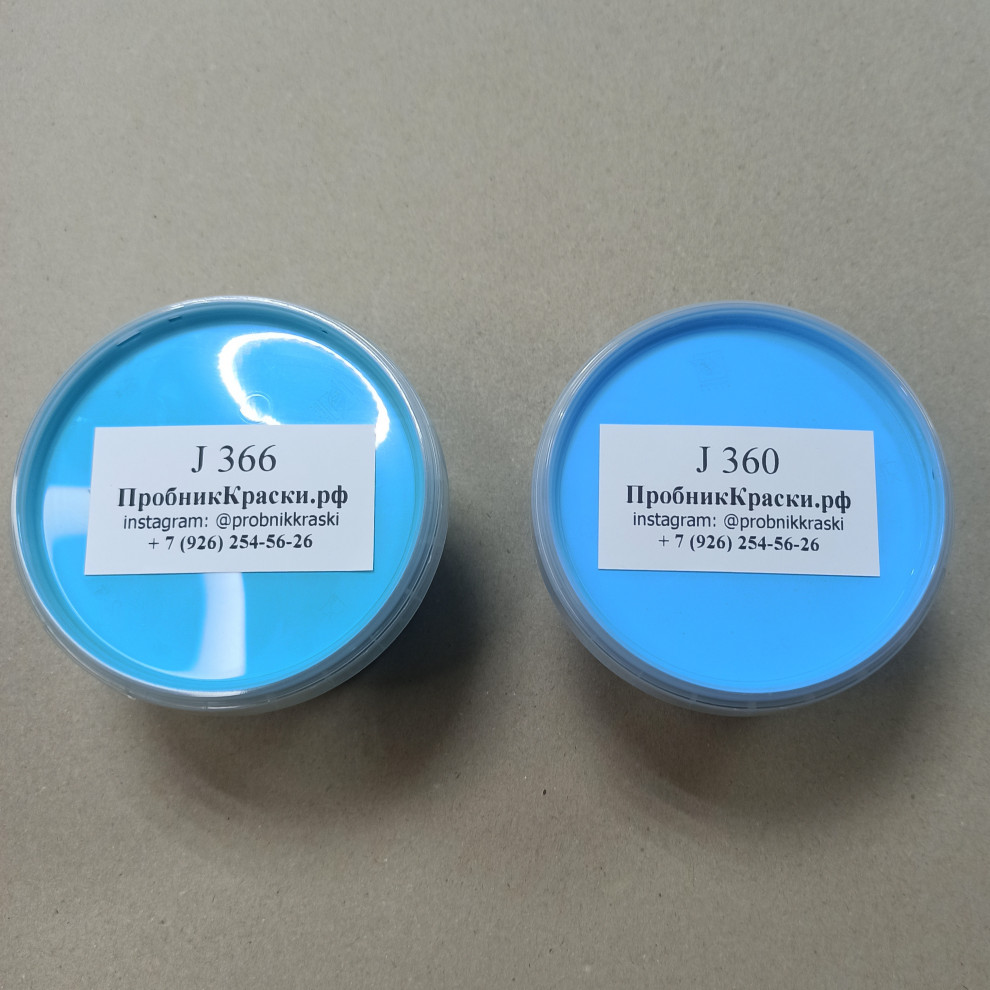 J 366
ПробникКраски.рф
instagram: @probnikkraski
+ 7 (926) 254-56-26
J 360
ПробникКраски.рф
instagram: @probnikkraski
+ 7 (926) 254-56-26